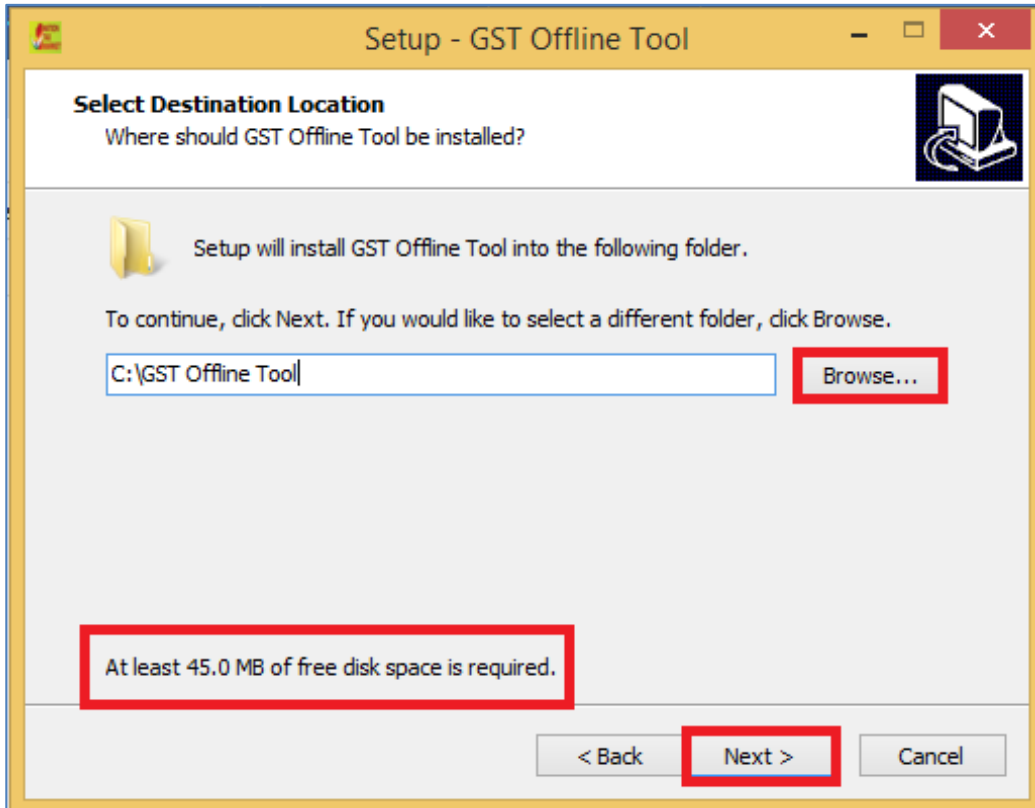 Setup - GST Offline Tool
Select Destination Location
Where should GST Offline Tool be installed?
Setup will install GST Offline Tool into the following folder.
To continue, click Next. If you would like to select a different folder, click Browse.
C:\GST Offline Tool
Browse...
At least 45.0 MB of free disk space is required.
< Back
Next >
Cancel